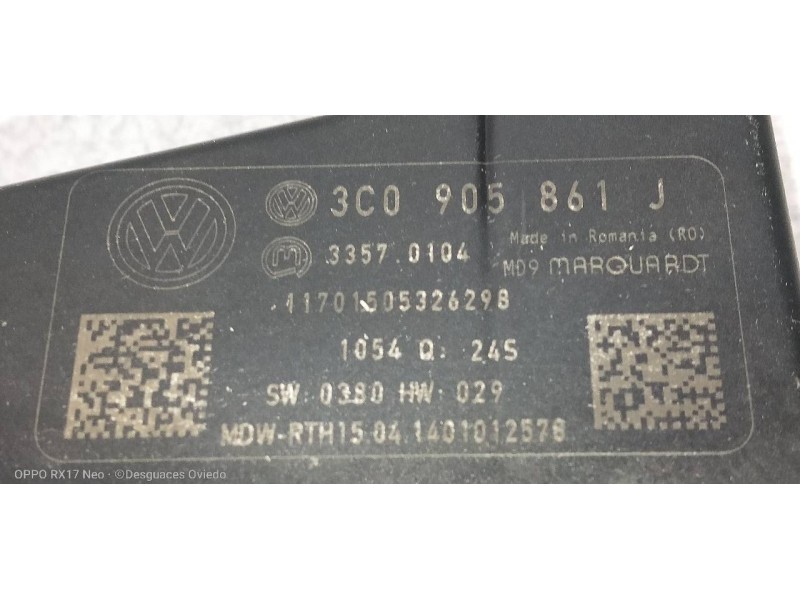 3C0 905 861 J
Made in Romania (RO)
3357 0104
MD9 MARQUARDT
11701505326298
1054 Q: 24S
SW: 0380 HW: 029
MDW-RTH15.04.1401012578
OPPO RX17 Neo · ©Desguaces Oviedo